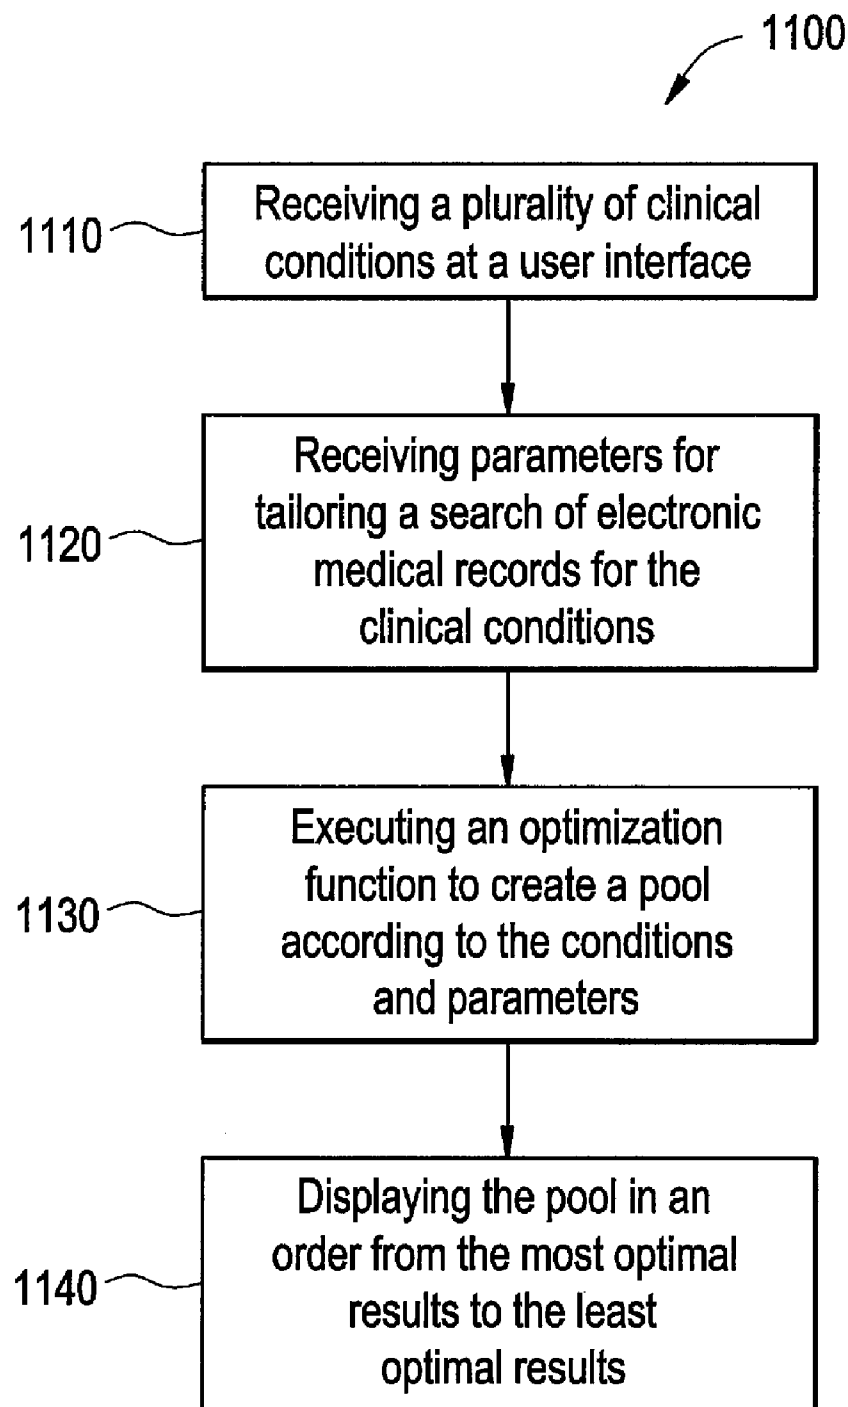 1100
1110
Receiving a plurality of clinical
conditions at a user interface
1120
Receiving parameters for
tailoring a search of electronic
medical records for the
clinical conditions
1130
Executing an optimization
function to create a pool
according to the conditions
and parameters
1140
Displaying the pool in an
order from the most optimal
results to the least
optimal results